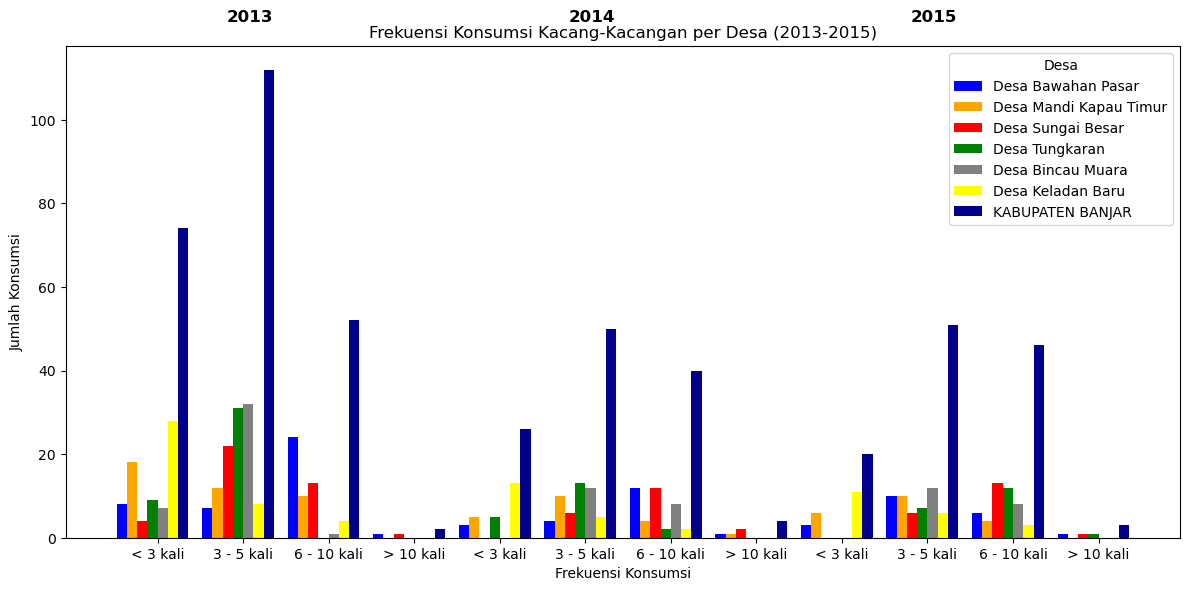 2013 2014 2015
Frekuensi Konsumsi Kacang-Kacangan per Desa (2013-2015)
Desa
Desa Bawahan Pasar
Desa Mandi Kapau Timur
Desa Sungai Besar
Desa Tungkaran
Desa Bincau Muara
Desa Keladan Baru
KABUPATEN BANJAR
Jumlah Konsumsi
100
80
60
40
20
0
< 3 kali 3 - 5 kali 6 - 10 kali > 10 kali < 3 kali 3 - 5 kali 6 - 10 kali > 10 kali < 3 kali 3 - 5 kali 6 - 10 kali > 10 kali
Frekuensi Konsumsi